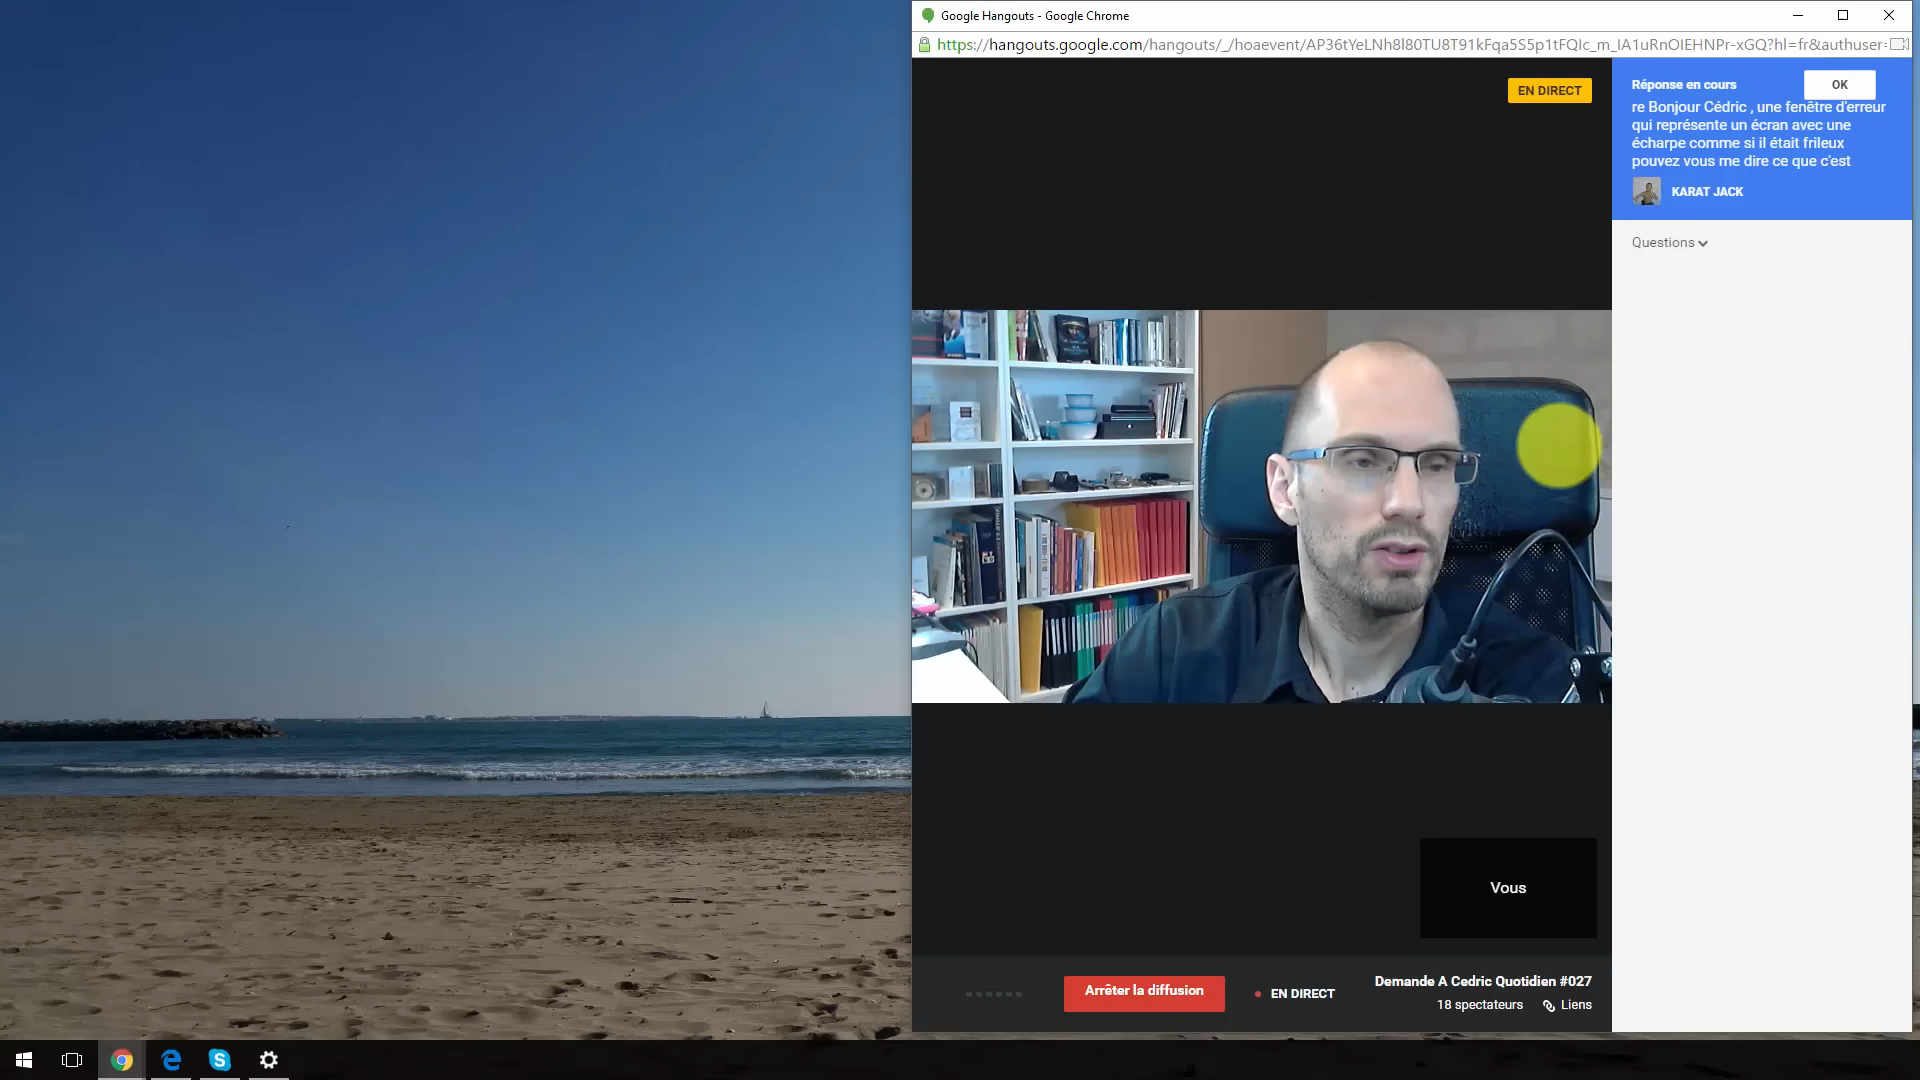 Google Hangouts - Google Chrome
https://hangouts.google.com/hangouts/_/hoaevent/AP36tYeLNh8l80TU8T91kFqa5S5p1tFQIc_m_IA1uRnOIEHNPr-xGQ?hl=fr&authuser=
EN DIRECT
Réponse en cours
OK
re Bonjour Cédric , une fenêtre d'erreur
qui représente un écran avec une
écharpe comme si il était frileux
pouvez vous me dire ce que c'est
KARAT JACK
Questions
Vous
Arrêter la diffusion
EN DIRECT
Demande A Cedric Quotidien #027
18 spectateurs
Liens